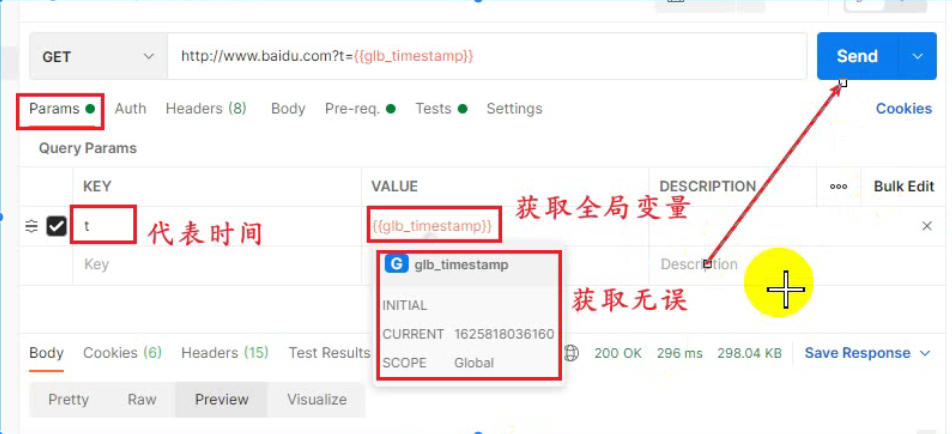 GET
http://www.baidu.com?t={{glb_timestamp}}
Send
Params Auth Headers (8) Body Pre-req. Tests Settings Cookies
Query Params
KEY VALUE DESCRIPTION ooo Bulk Edit
t 代表时间 {{glb_timestamp}} 获取全局变量
Key Description
G glb_timestamp
获取无误
INITIAL
CURRENT 1625818036160
SCOPE Global
Body Cookies (6) Headers (15) Test Results 200 OK 296 ms 298.04 KB Save Response
Pretty Raw Preview Visualize